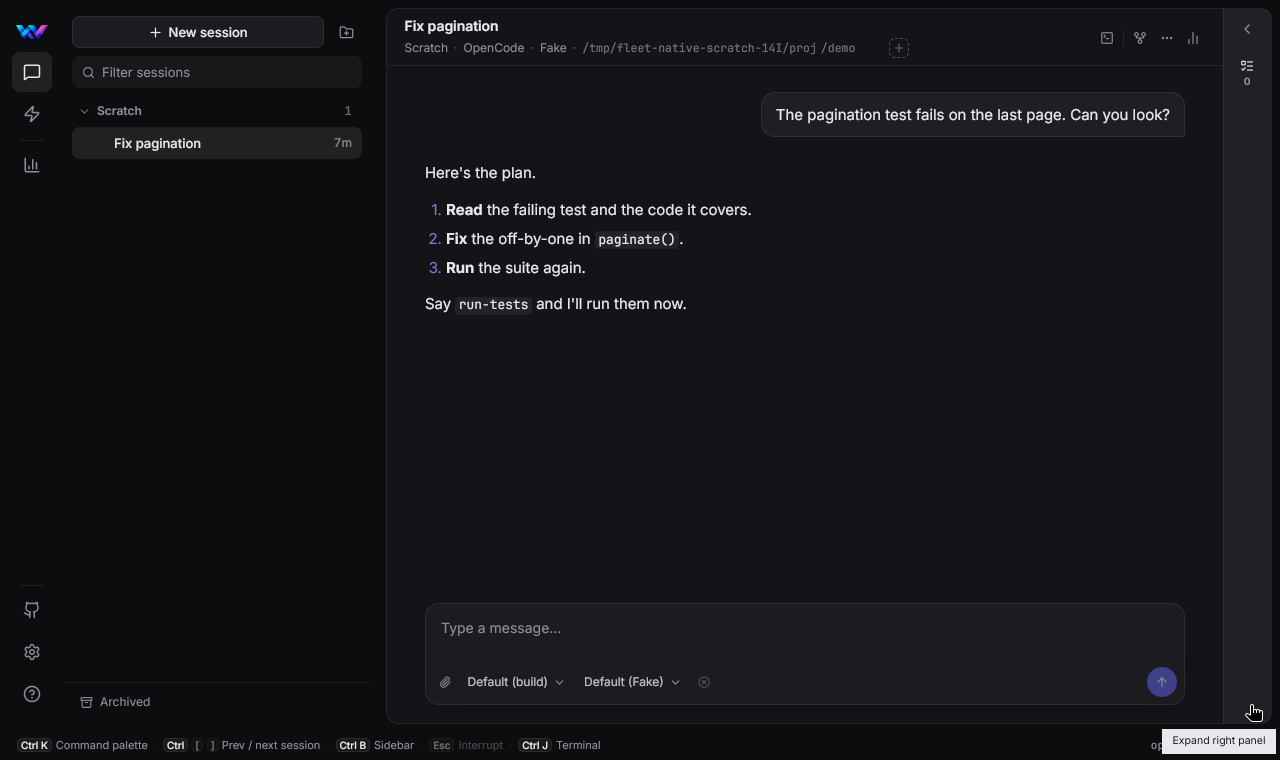 New session
Filter sessions
Scratch 1
Fix pagination 7m
Archived
Fix pagination
Scratch · OpenCode · Fake · /tmp/fleet-native-scratch-14I/proj /demo
0
The pagination test fails on the last page. Can you look?
Here's the plan.
1. Read the failing test and the code it covers.
2. Fix the off-by-one in paginate().
3. Run the suite again.
Say run-tests and I'll run them now.
Type a message...
Default (build) Default (Fake)
Ctrl K Command palette Ctrl [ ] Prev / next session Ctrl B Sidebar Esc Interrupt Ctrl J Terminal
Expand right panel